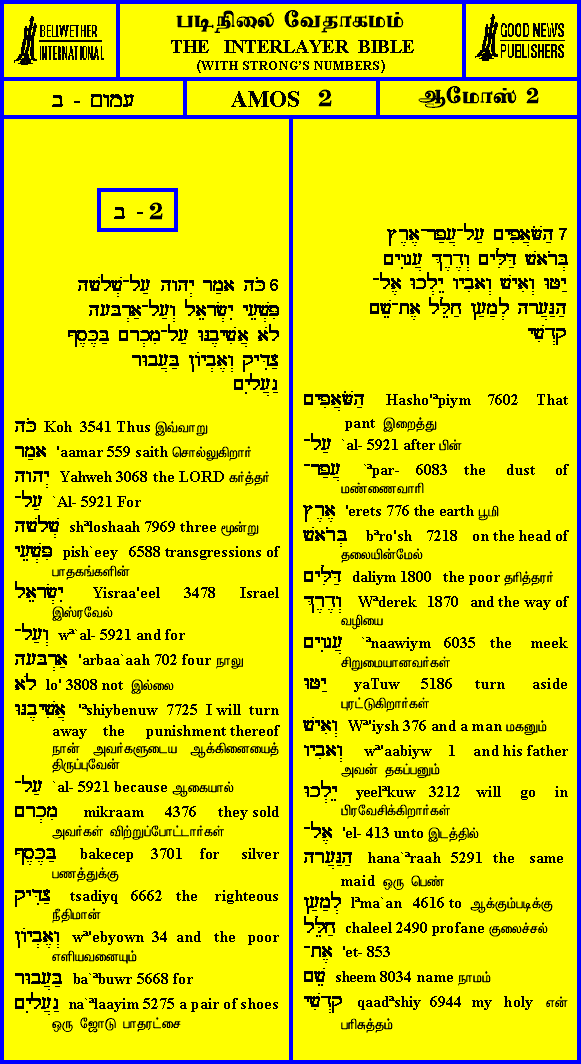 BELLWETHER
INTERNATIONAL
படிநிலை வேதாகமம்
THE INTERLAYER BIBLE
(WITH STRONG'S NUMBERS)
GOOD NEWS
PUBLISHERS
עמוס - ב
AMOS 2
ஆமோஸ் 2
ב - 2
6 כֹּה אָמַר יְהוָה עַל־שְׁלֹשָׁה
פִּשְׁעֵי יִשְׂרָאֵל וְעַל־אַרְבָּעָה
לֹא אֲשִׁיבֶנּוּ עַל־מִכְרָם בַּכֶּסֶף
צַדִּיק וְאֶבְיוֹן בַּעֲבוּר
נַעֲלָיִם
כֹּה Koh 3541 Thus இவ்வாறு
אָמַר 'aamar 559 saith சொல்லுகிறார்
יְהוָה Yahweh 3068 the LORD கர்த்தர்
עַל־ `Al- 5921 For
שְׁלֹשָׁה shªloshaah 7969 three மூன்று
פִּשְׁעֵי pish`eey 6588 transgressions of
பாதகங்களின்
יִשְׂרָאֵל Yisraa'eel 3478 Israel
இஸ்ரவேல்
וְעַל־ wª`al- 5921 and for
אַרְבָּעָה 'arbaa`aah 702 four நாலு
לֹא lo' 3808 not இல்லை
אֲשִׁיבֶנּוּ 'ªshiybenuw 7725 I will turn
away the punishment thereof
நான் அவர்களுடைய ஆக்கினையைத்
திருப்புவேன்
עַל־ `al- 5921 because ஆகையால்
מִכְרָם mikraam 4376 they sold
அவர்கள் விற்றுப்போட்டார்கள்
בַּכֶּסֶף bakecep 3701 for silver
பணத்துக்கு
צַדִּיק tsadiyq 6662 the righteous
நீதிமான்
וְאֶבְיוֹן wª'ebyown 34 and the poor
எளியவனையும்
בַּעֲבוּר ba`ªbuwr 5668 for
נַעֲלָיִם na`ªlaayim 5275 a pair of shoes
ஒரு ஜோடு பாதரட்சை
7 הַשֹּׁאֲפִים עַל־עֲפַר־אֶרֶץ
בְּרֹאשׁ דַּלִּים וְדֶרֶךְ עֲנָוִים
יַטּוּ וְאִישׁ וְאָבִיו יֵלְכוּ אֶל־
הַנַּעֲרָה לְמַעַן חַלֵּל אֶת־שֵׁם
קָדְשִׁי
הַשֹּׁאֲפִים Hasho'ªpiym 7602 That
pant இறைத்து
עַל־ `al- 5921 after பின்
עֲפַר־ `ªpar- 6083 the dust of
மண்ணைவாரி
אֶרֶץ 'erets 776 the earth பூமி
בְּרֹאשׁ bªro'sh 7218 on the head of
தலையின்மேல்
דַּלִּים daliym 1800 the poor தரித்தரர்
וְדֶרֶךְ Wªderek 1870 and the way of
வழியை
עֲנָוִים `ªnaawiym 6035 the meek
சிறுமையானவர்கள்
יַטּוּ yaTuw 5186 turn aside
புரட்டுகிறார்கள்
וְאִישׁ Wª'iysh 376 and a man மகனும்
וְאָבִיו wª'aabiyw 1 and his father
அவன் தகப்பனும்
יֵלְכוּ yeelªkuw 3212 will go in
பிரவேசிக்கிறார்கள்
אֶל־ 'el- 413 unto இடத்தில்
הַנַּעֲרָה hana`ªraah 5291 the same
maid ஒரு பெண்
לְמַעַן lªma`an 4616 to ஆக்கும்படிக்கு
חַלֵּל chaleel 2490 profane குலைச்சல்
אֶת־ 'et- 853
שֵׁם sheem 8034 name நாமம்
קָדְשִׁי qaadªshiy 6944 my holy என்
பரிசுத்தம்